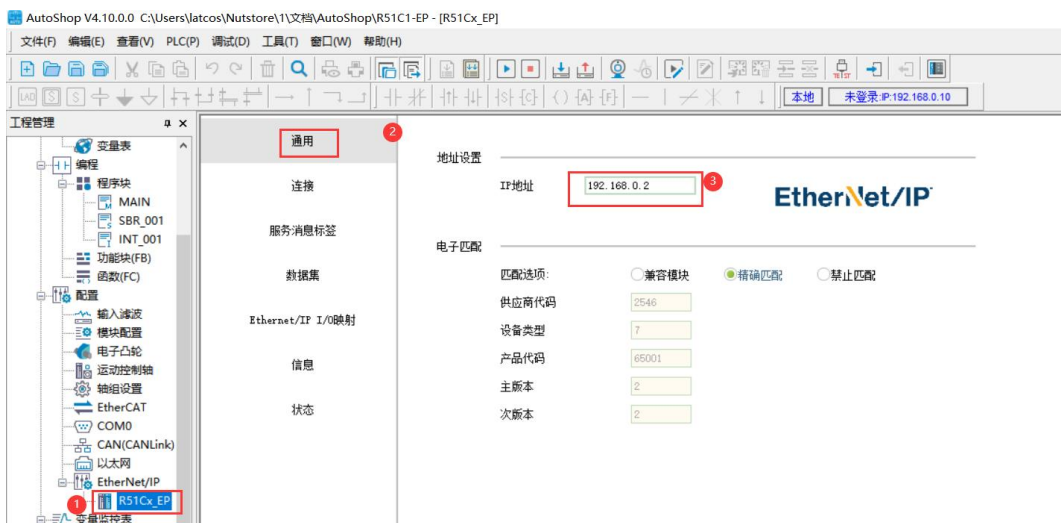 AutoShop V4.10.0.0 C:\Users\latcos\Nutstore\1\文档\AutoShop\R51C1-EP - [R51Cx_EP]
文件(F) 编辑(E) 查看(V) PLC(P) 调试(D) 工具(T) 窗口(W) 帮助(H)
本地 未登录:IP:192.168.0.10
工程管理
变量表
编程
程序块
MAIN
SBR_001
INT_001
功能块(FB)
函数(FC)
配置
输入滤波
模块配置
电子凸轮
运动控制轴
轴组设置
EtherCAT
COM0
CAN(CANLink)
以太网
EtherNet/IP
1 R51Cx_EP
变量监控表
通用 2
连接
服务消息标签
数据集
Ethernet/IP I/O映射
信息
状态
地址设置
IP地址 192.168.0.2 3
EtherNet/IP
电子匹配
匹配选项: 兼容模块 精确匹配 禁止匹配
供应商代码 2546
设备类型 7
产品代码 65001
主版本 2
次版本 2